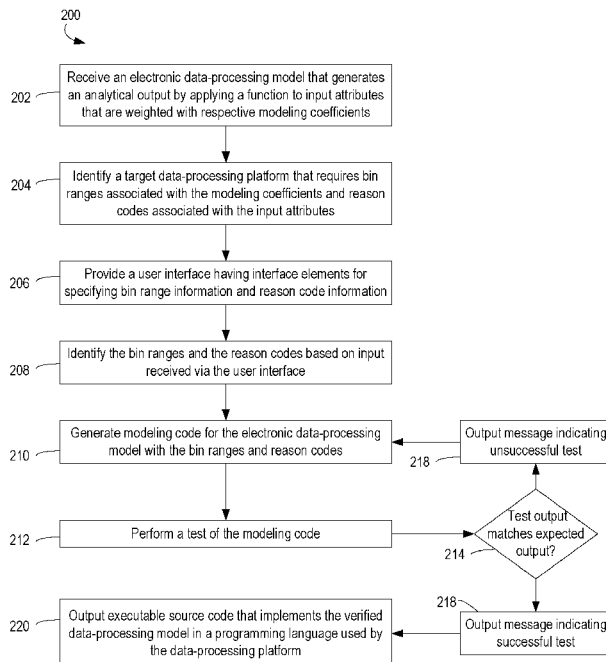 200
202
Receive an electronic data-processing model that generates
an analytical output by applying a function to input attributes
that are weighted with respective modeling coefficients
204
Identify a target data-processing platform that requires bin
ranges associated with the modeling coefficients and reason
codes associated with the input attributes
206
Provide a user interface having interface elements for
specifying bin range information and reason code information
208
Identify the bin ranges and the reason codes based on input
received via the user interface
210
Generate modeling code for the electronic data-processing
model with the bin ranges and reason codes
Output message indicating
unsuccessful test
218
212
Perform a test of the modeling code
Test output
matches expected
output?
214
218
Output message indicating
successful test
220
Output executable source code that implements the verified
data-processing model in a programming language used by
the data-processing platform